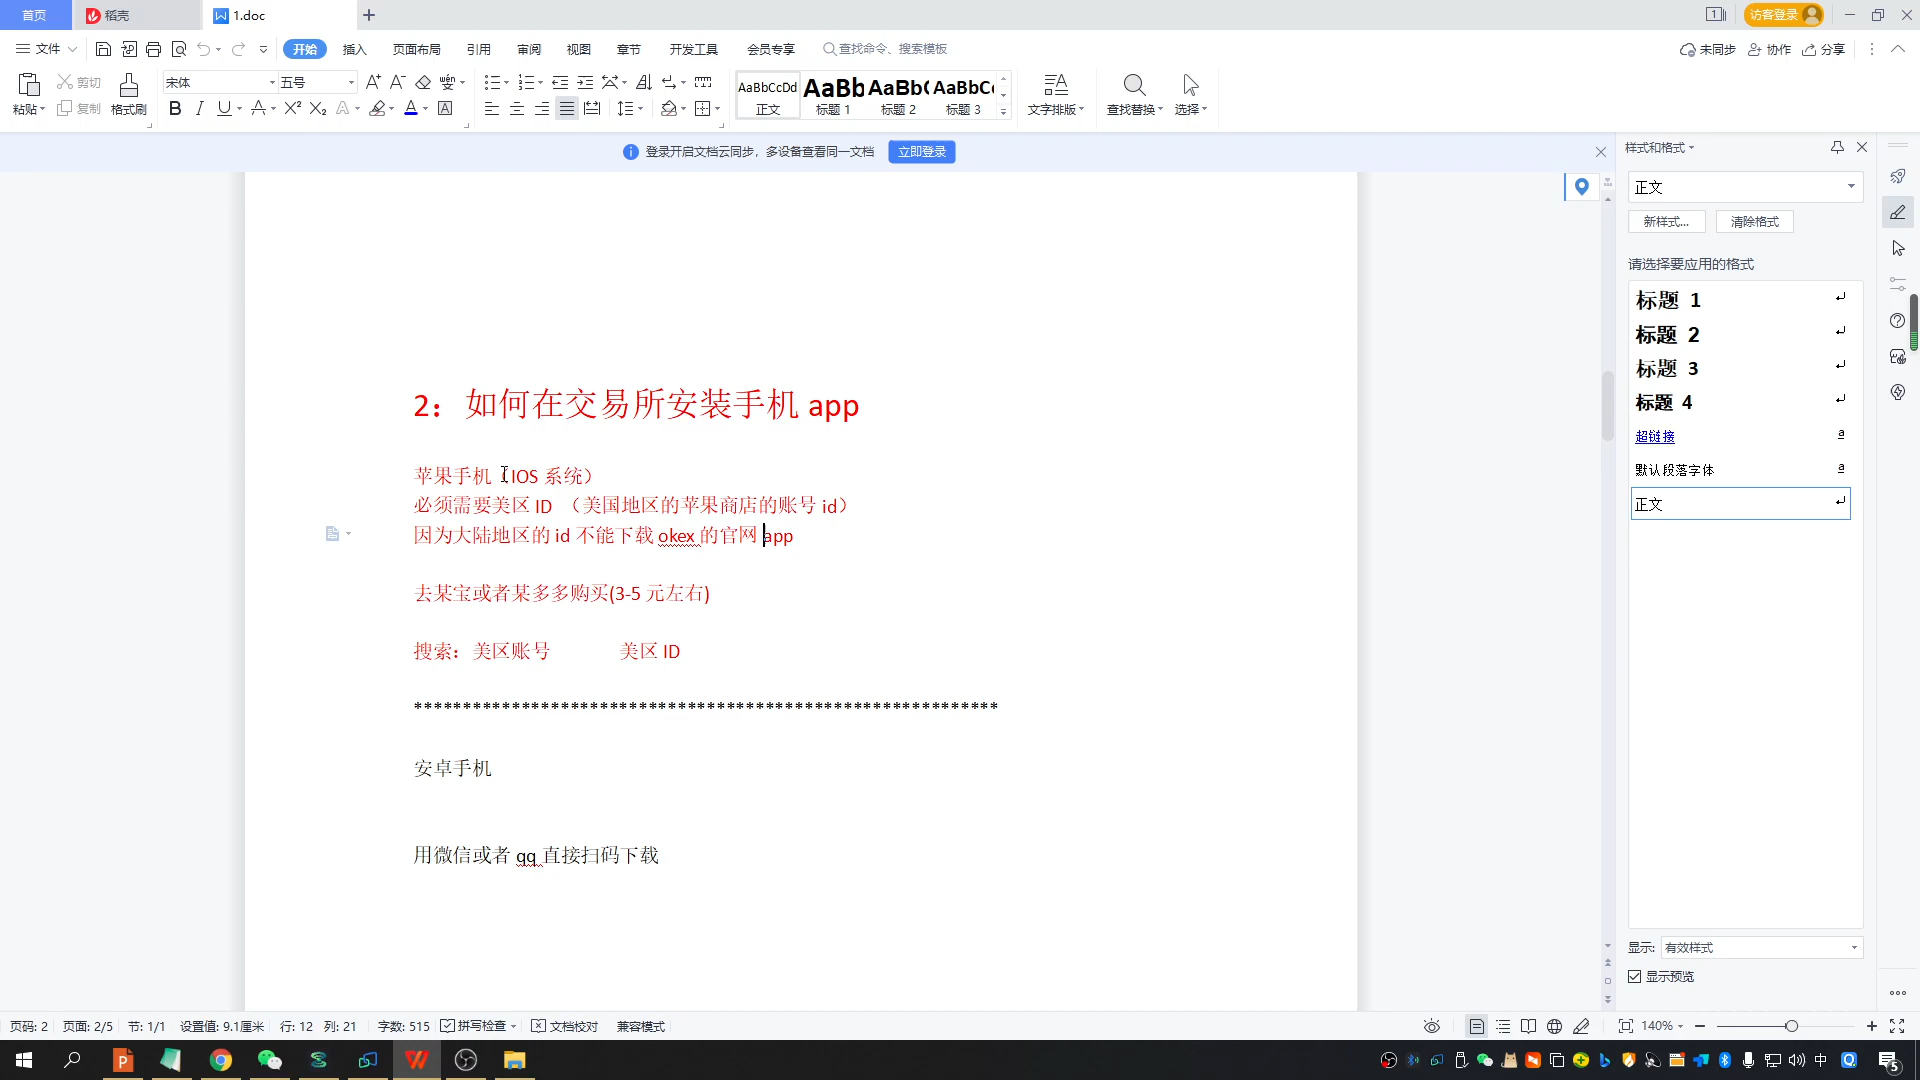 首页
稻壳
1.doc
访客登录
文件
开始
插入
页面布局
引用
审阅
视图
章节
开发工具
会员专享
查找命令、搜索模板
未同步
协作
分享
粘贴
剪切
复制
格式刷
宋体
五号
AaBbCcDd
正文
AaBb
标题 1
AaBb(
标题 2
AaBbC
标题 3
文字排版
查找替换
选择
登录开启文档云同步，多设备查看同一文档
立即登录
2：如何在交易所安装手机 app
苹果手机（IOS 系统）
必须需要美区 ID （美国地区的苹果商店的账号 id）
因为大陆地区的 id 不能下载 okex 的官网 app
去某宝或者某多多购买(3-5 元左右)
搜索：美区账号 美区 ID
************************************************************
安卓手机
用微信或者 qq 直接扫码下载
样式和格式
正文
新样式...
清除格式
请选择要应用的格式
标题 1
标题 2
标题 3
标题 4
超链接
默认段落字体
正文
显示: 有效样式
显示预览
页码: 2
页面: 2/5
节: 1/1
设置值: 9.1厘米
行: 12
列: 21
字数: 515
拼写检查
文档校对
兼容模式
140%
中
5